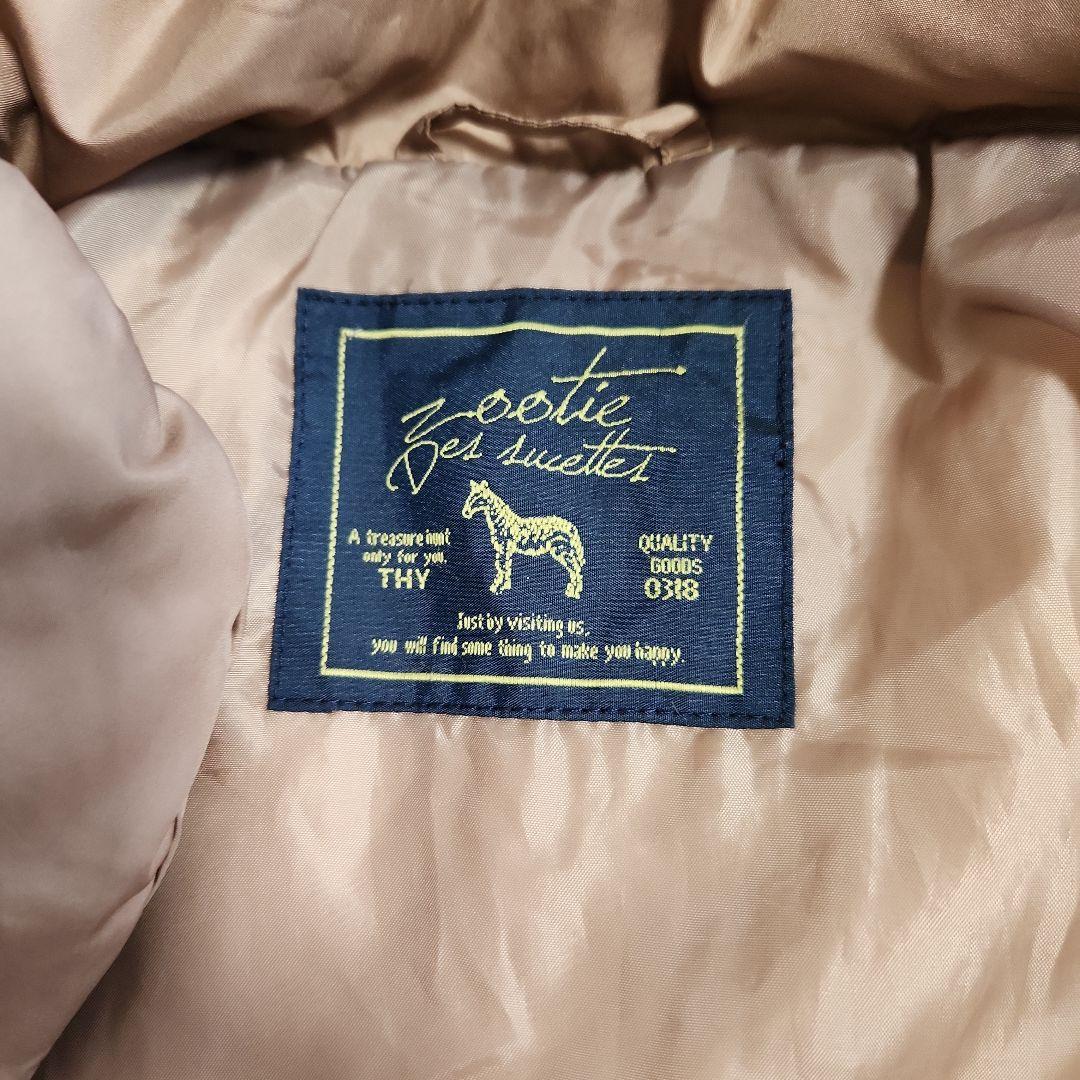 Zootie
Des sucettes
A treasure hunt
only for you.
THY
QUALITY
GOODS
0318
Just by visiting us,
you will find some thing to make you happy.